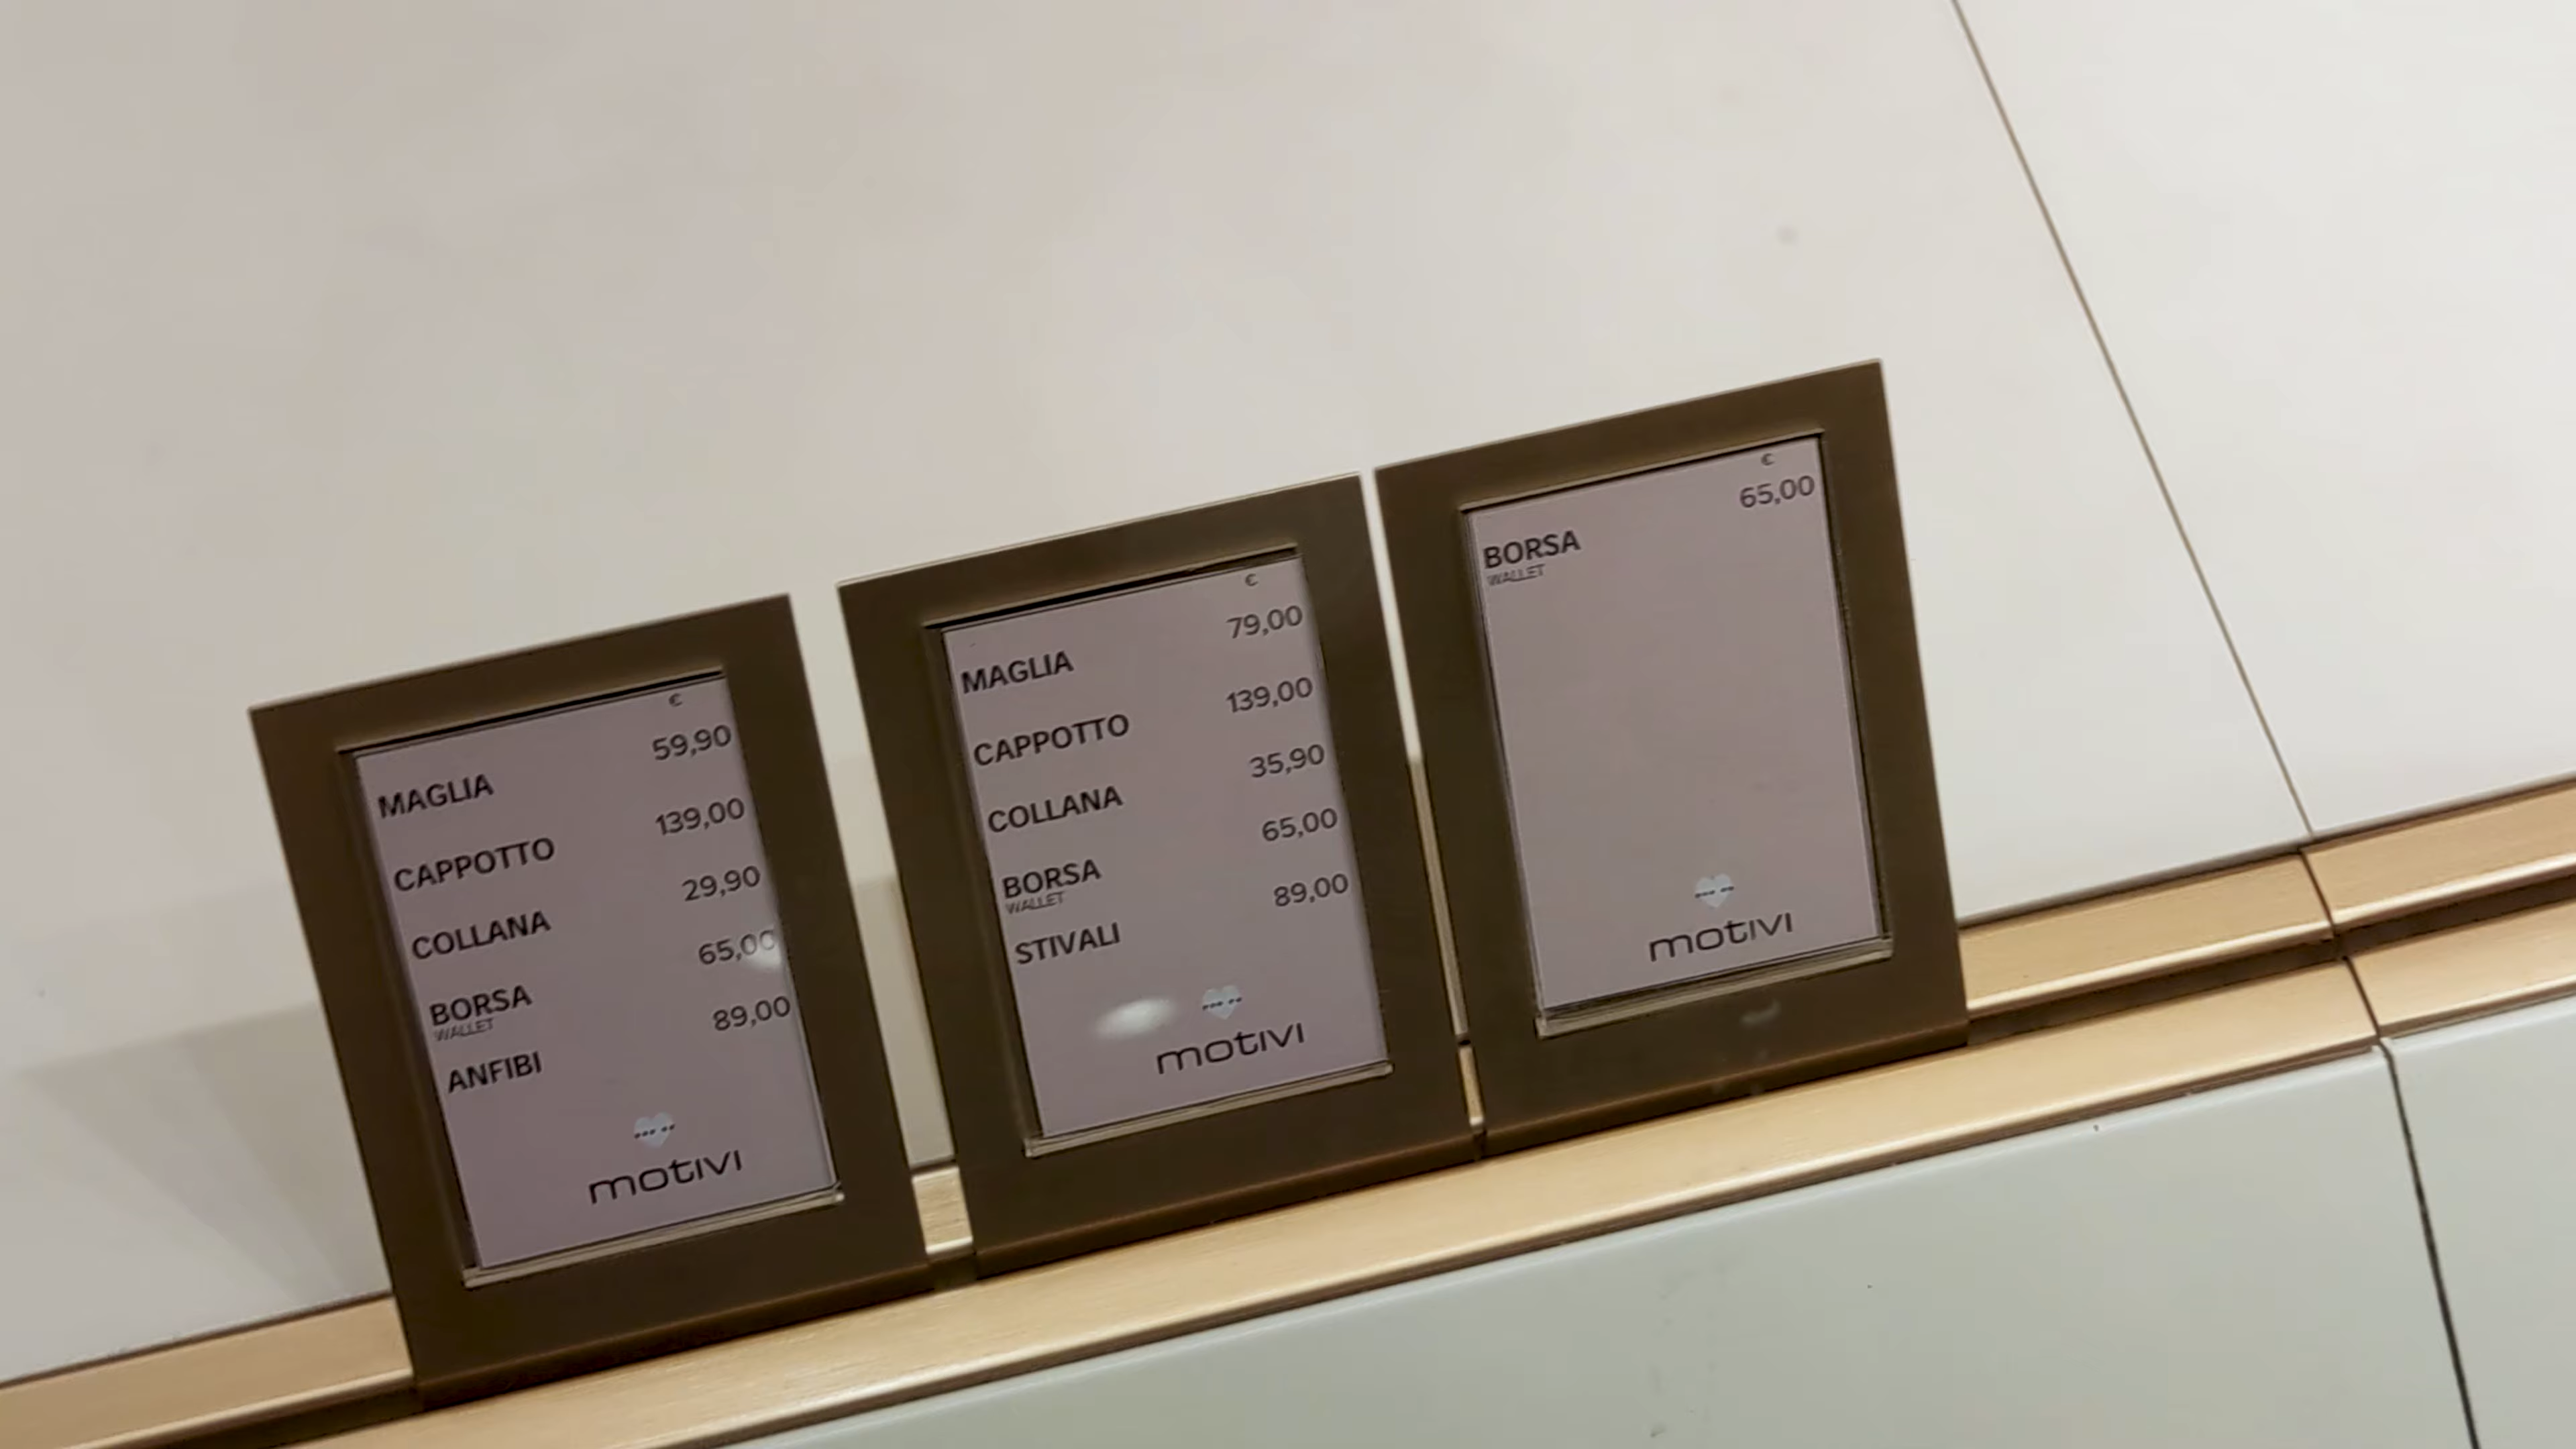 €
MAGLIA 59,90
CAPPOTTO 139,00
COLLANA 29,90
BORSA 65,00
WALLET
ANFIBI 89,00
motivi
€
MAGLIA 79,00
CAPPOTTO 139,00
COLLANA 35,90
BORSA 65,00
WALLET
STIVALI 89,00
motivi
€
BORSA 65,00
WALLET
motivi